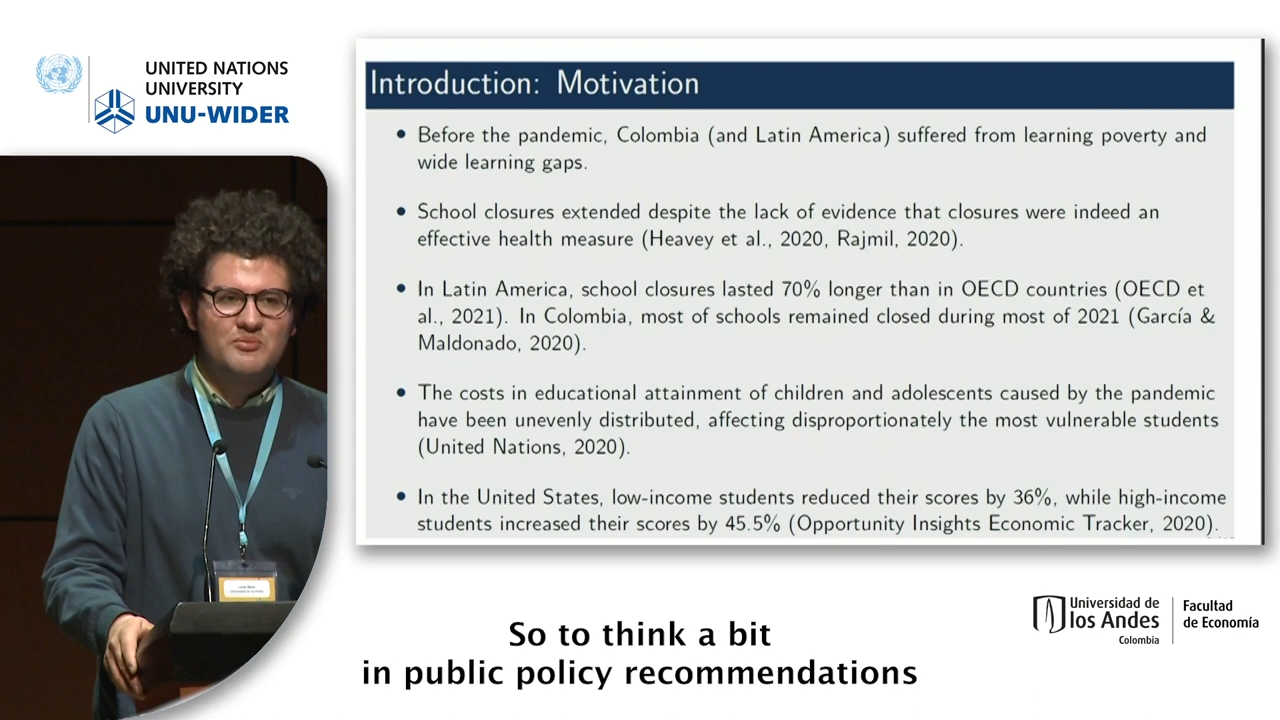 UNITED NATIONS
UNIVERSITY
UNU-WIDER
Introduction: Motivation
• Before the pandemic, Colombia (and Latin America) suffered from learning poverty and
wide learning gaps.
• School closures extended despite the lack of evidence that closures were indeed an
effective health measure (Heavey et al., 2020, Rajmil, 2020).
• In Latin America, school closures lasted 70% longer than in OECD countries (OECD et
al., 2021). In Colombia, most of schools remained closed during most of 2021 (García &
Maldonado, 2020).
• The costs in educational attainment of children and adolescents caused by the pandemic
have been unevenly distributed, affecting disproportionately the most vulnerable students
(United Nations, 2020).
• In the United States, low-income students reduced their scores by 36%, while high-income
students increased their scores by 45.5% (Opportunity Insights Economic Tracker, 2020).
Universidad de
los Andes
Colombia
Facultad
de Economía
So to think a bit
in public policy recommendations